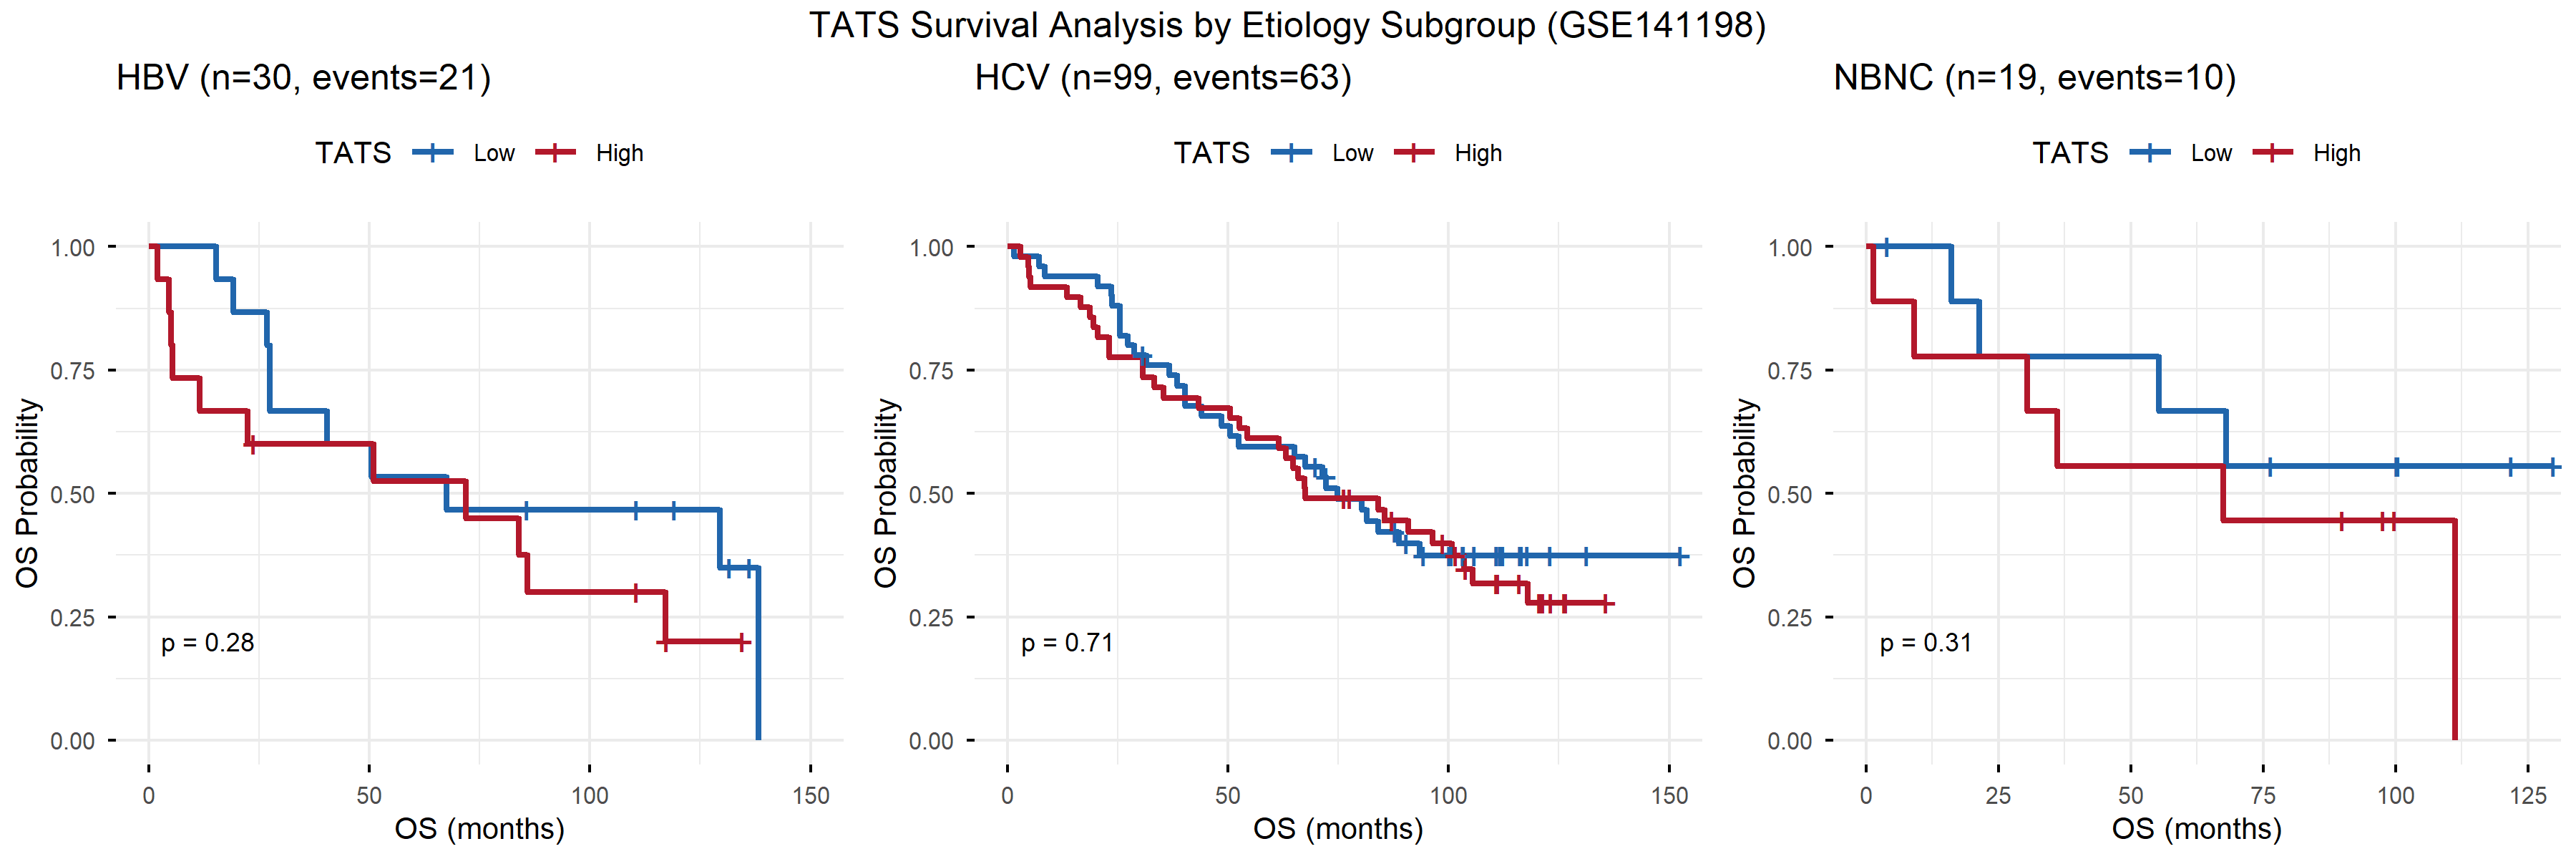 TATS Survival Analysis by Etiology Subgroup (GSE141198)
HBV (n=30, events=21)
TATS Low High
1.00
0.75
0.50
0.25
0.00
OS Probability
p = 0.28
0 50 100 150
OS (months)
HCV (n=99, events=63)
TATS Low High
1.00
0.75
0.50
0.25
0.00
OS Probability
p = 0.71
0 50 100 150
OS (months)
NBNC (n=19, events=10)
TATS Low High
1.00
0.75
0.50
0.25
0.00
OS Probability
p = 0.31
0 25 50 75 100 125
OS (months)